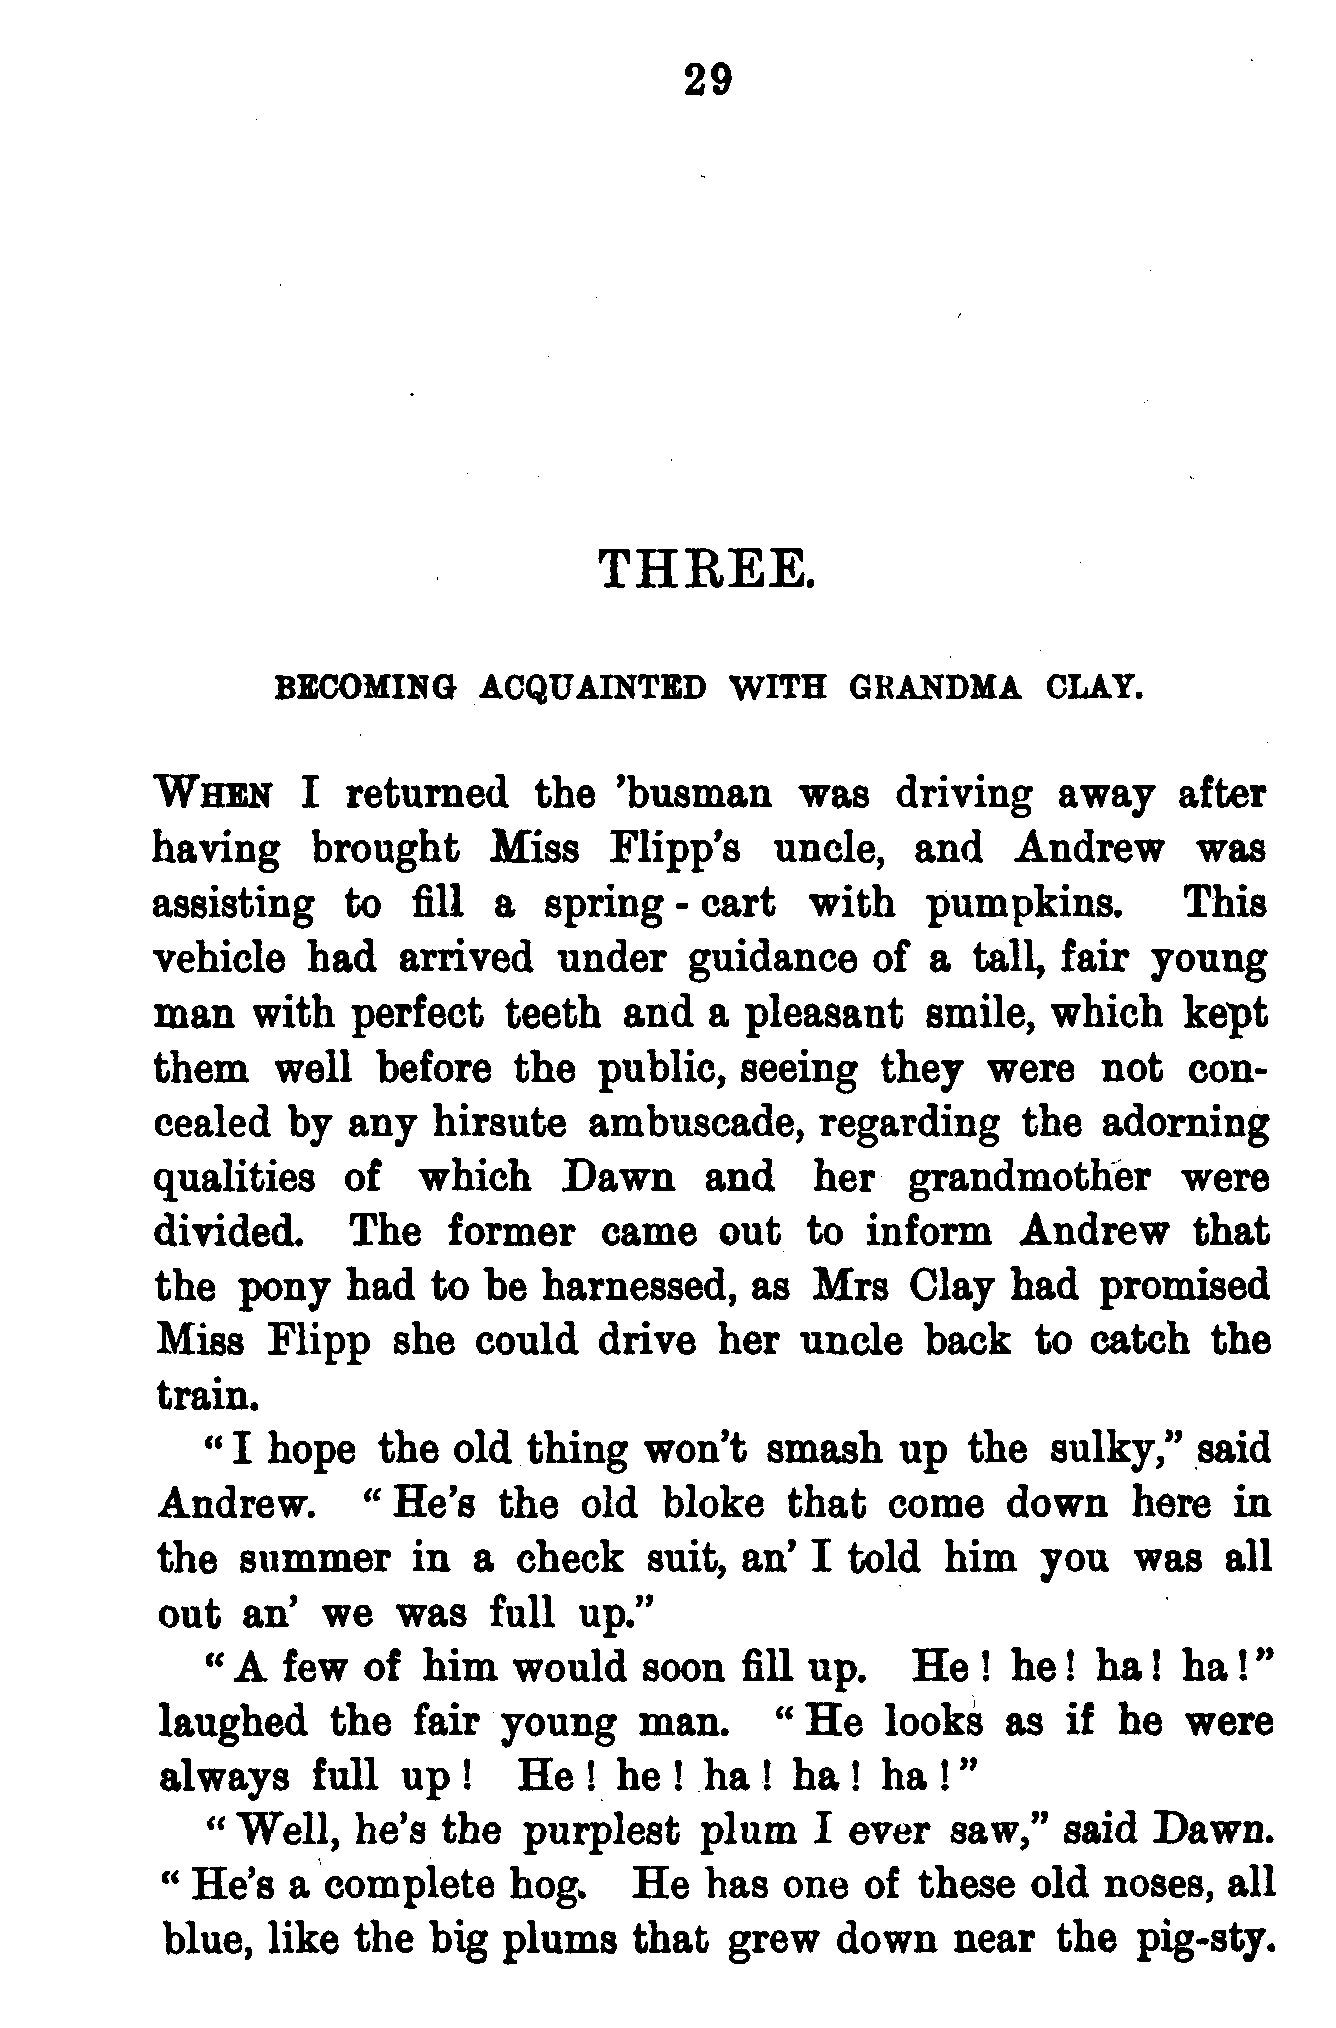 29
THREE.
BECOMING ACQUAINTED WITH GRANDMA CLAY.
WHEN I returned the ’busman was driving away after
having brought Miss Flipp’s uncle, and Andrew was
assisting to fill a spring-cart with pumpkins. This
vehicle had arrived under guidance of a tall, fair young
man with perfect teeth and a pleasant smile, which kept
them well before the public, seeing they were not con-
cealed by any hirsute ambuscade, regarding the adorning
qualities of which Dawn and her grandmother were
divided. The former came out to inform Andrew that
the pony had to be harnessed, as Mrs Clay had promised
Miss Flipp she could drive her uncle back to catch the
train.
“I hope the old thing won’t smash up the sulky,” said
Andrew. “He’s the old bloke that come down here in
the summer in a check suit, an’ I told him you was all
out an’ we was full up.”
“A few of him would soon fill up. He! he! ha! ha!”
laughed the fair young man. “He looks as if he were
always full up! He! he! ha! ha! ha!”
“Well, he’s the purplest plum I ever saw,” said Dawn.
“He’s a complete hog. He has one of these old noses, all
blue, like the big plums that grew down near the pig-sty.